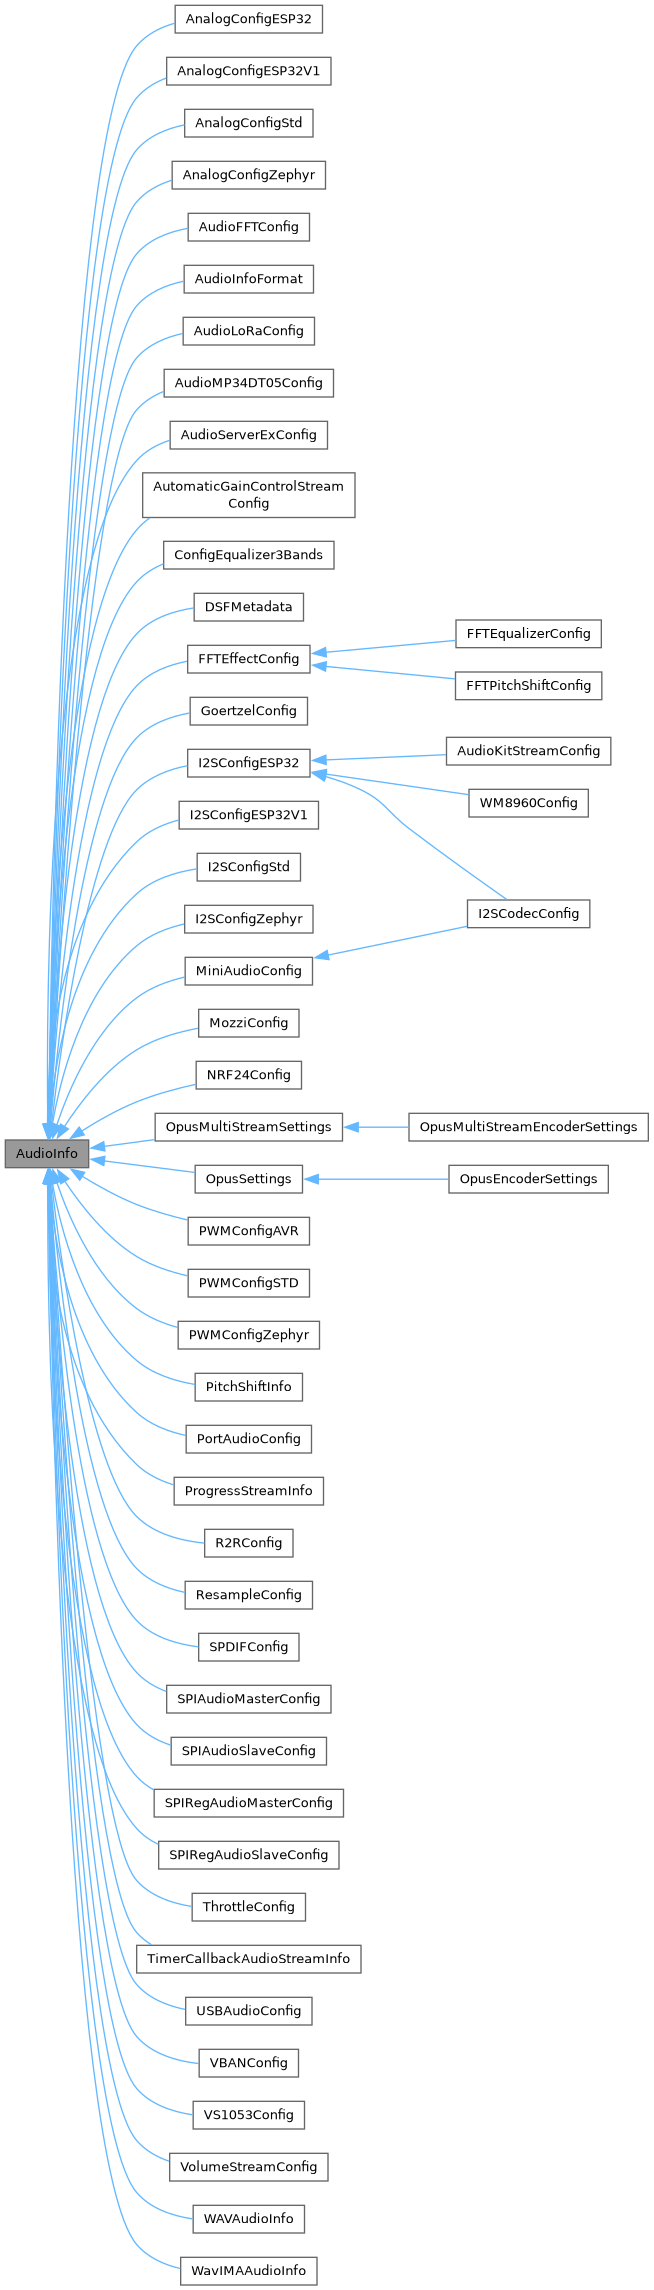 AnalogConfigESP32
AnalogConfigESP32V1
AnalogConfigStd
AnalogConfigZephyr
AudioFFTConfig
AudioInfoFormat
AudioLoRaConfig
AudioMP34DT05Config
AudioServerExConfig
AutomaticGainControlStream
Config
ConfigEqualizer3Bands
DSFMetadata
FFTEqualizerConfig
FFTEffectConfig
FFTPitchShiftConfig
GoertzelConfig
AudioKitStreamConfig
I2SConfigESP32
WM8960Config
I2SConfigESP32V1
I2SConfigStd
I2SCodecConfig
I2SConfigZephyr
MiniAudioConfig
MozziConfig
NRF24Config
OpusMultiStreamSettings
OpusMultiStreamEncoderSettings
AudioInfo
OpusSettings
OpusEncoderSettings
PWMConfigAVR
PWMConfigSTD
PWMConfigZephyr
PitchShiftInfo
PortAudioConfig
ProgressStreamInfo
R2RConfig
ResampleConfig
SPDIFConfig
SPIAudioMasterConfig
SPIAudioSlaveConfig
SPIRegAudioMasterConfig
SPIRegAudioSlaveConfig
ThrottleConfig
TimerCallbackAudioStreamInfo
USBAudioConfig
VBANConfig
VS1053Config
VolumeStreamConfig
WAVAudioInfo
WavIMAAudioInfo